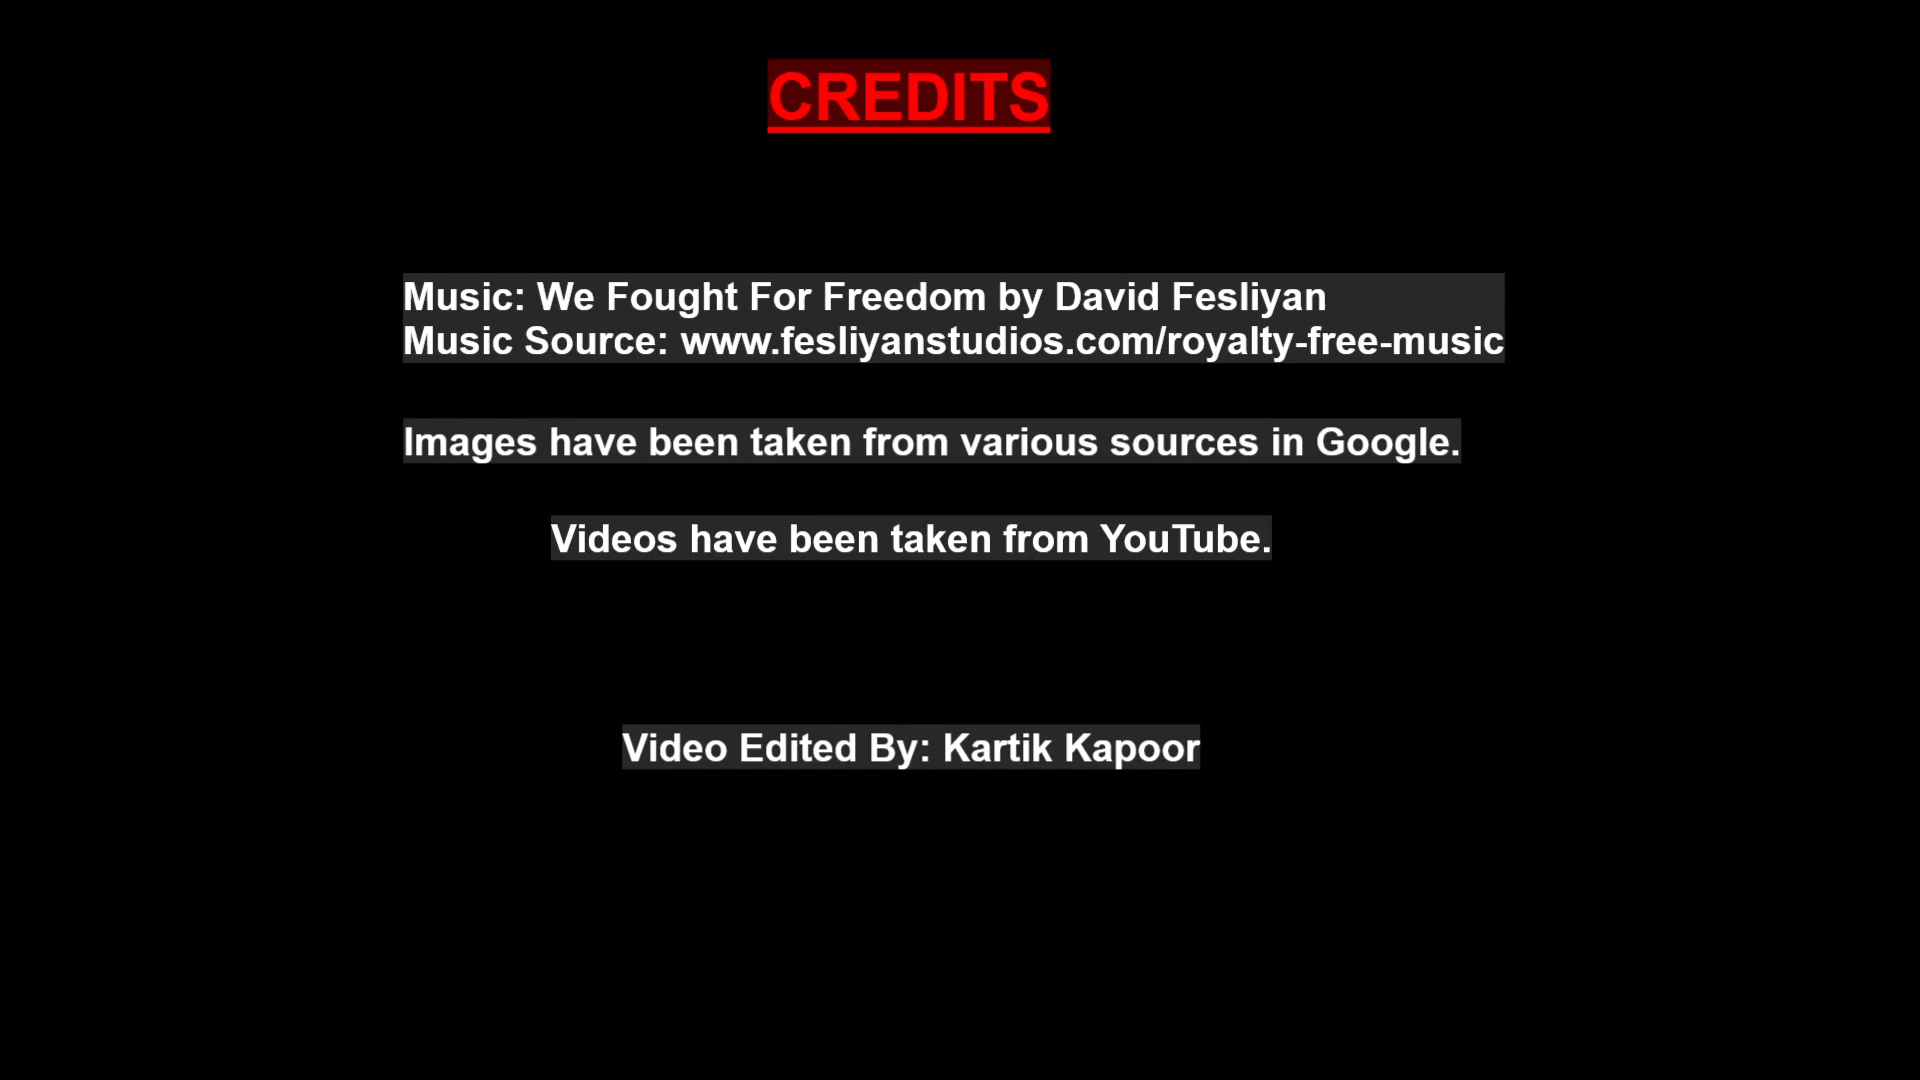 CREDITS
Music: We Fought For Freedom by David Fesliyan
Music Source: www.fesliyanstudios.com/royalty-free-music
Images have been taken from various sources in Google.
Videos have been taken from YouTube.
Video Edited By: Kartik Kapoor